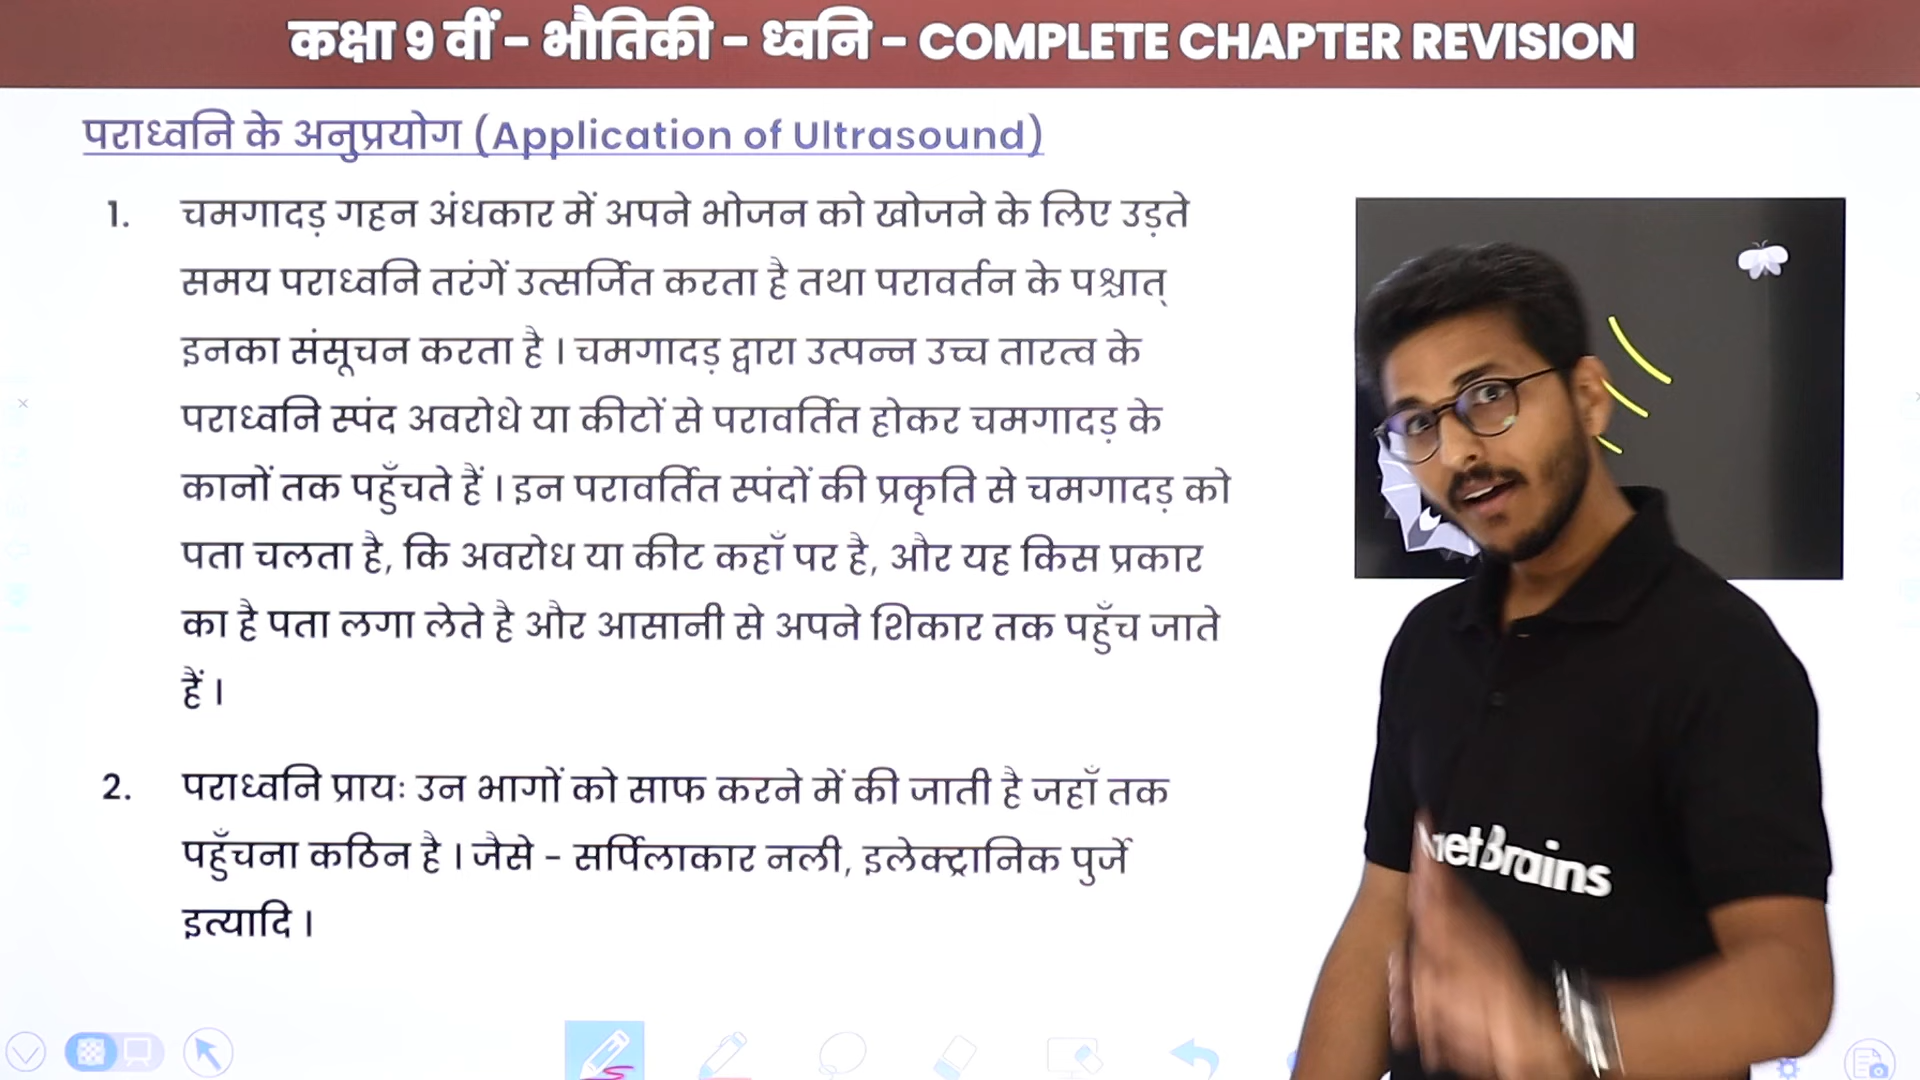 कक्षा 9 वीं - भौतिकी - ध्वनि - COMPLETE CHAPTER REVISION
पराध्वनि के अनुप्रयोग (Application of Ultrasound)
1. चमगादड़ गहन अंधकार में अपने भोजन को खोजने के लिए उड़ते
समय पराध्वनि तरंगें उत्सर्जित करता है तथा परावर्तन के पश्चात्
इनका संसूचन करता है । चमगादड़ द्वारा उत्पन्न उच्च तारत्व के
पराध्वनि स्पंद अवरोधे या कीटों से परावर्तित होकर चमगादड़ के
कानों तक पहुँचते हैं । इन परावर्तित स्पंदों की प्रकृति से चमगादड़ को
पता चलता है, कि अवरोध या कीट कहाँ पर है, और यह किस प्रकार
का है पता लगा लेते है और आसानी से अपने शिकार तक पहुँच जाते
हैं ।
2. पराध्वनि प्रायः उन भागों को साफ करने में की जाती है जहाँ तक
पहुँचना कठिन है । जैसे - सर्पिलाकार नली, इलेक्ट्रानिक पुर्जे
इत्यादि ।
netBrains